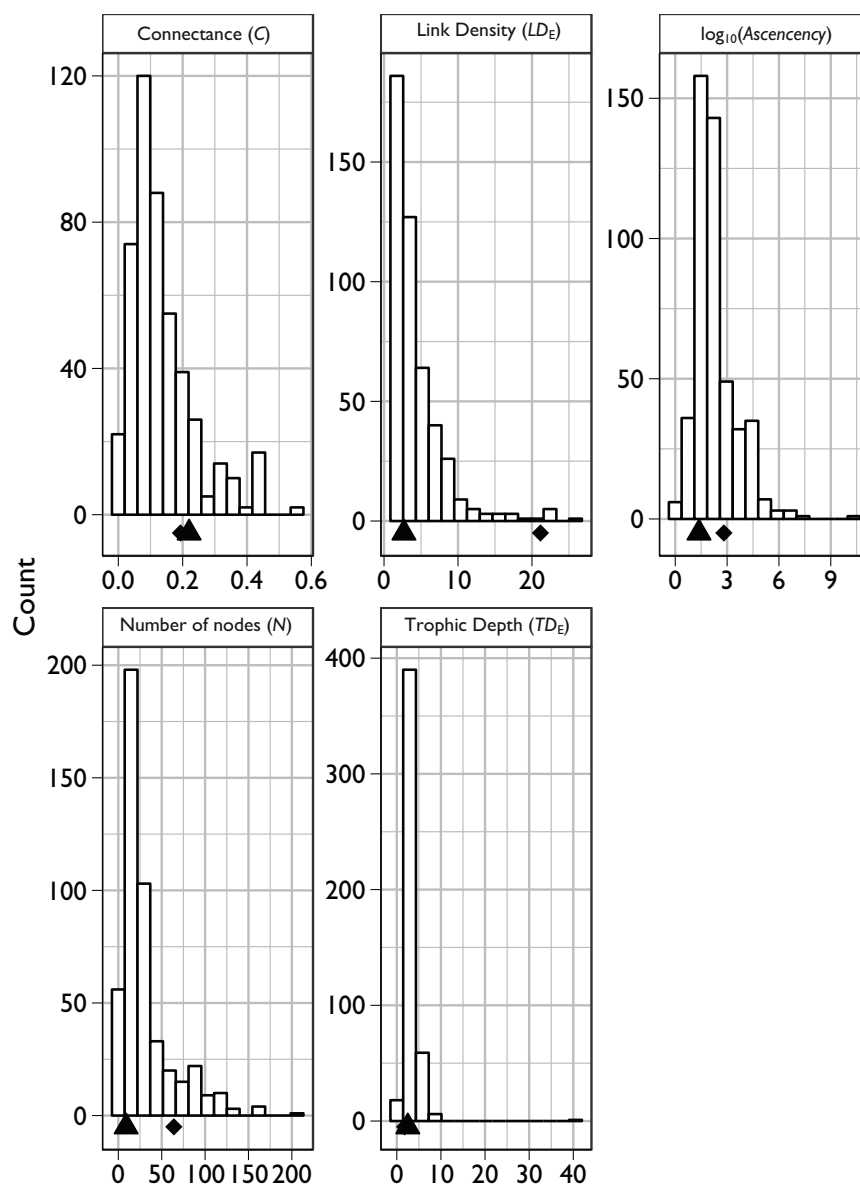 Connectance (C)
Link Density (LD_E)
log₁₀(Ascencency)
120
80
40
0
0.0 0.2 0.4 0.6
150
100
50
0
0 10 20
150
100
50
0
0 3 6 9
Count
Number of nodes (N)
Trophic Depth (TD_E)
200
150
100
50
0
0 50 100 150 200
400
300
200
100
0
0 10 20 30 40